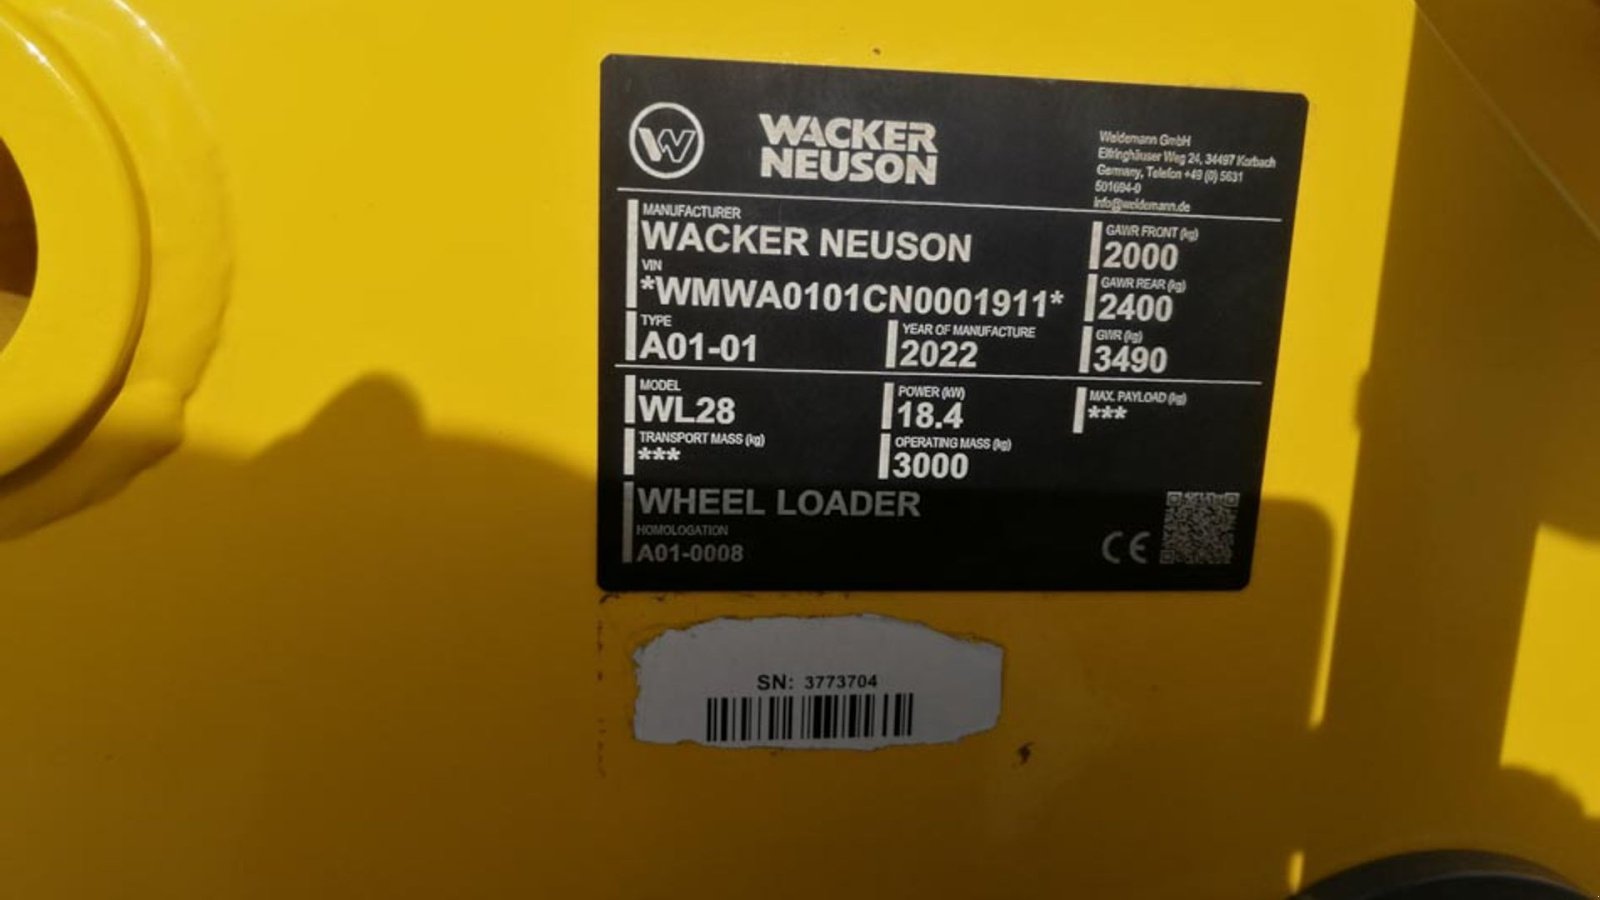 WACKER
NEUSON
Weidemann GmbH
Elfringhäuser Weg 24, 34497 Korbach
Germany, Telefon +49 (0) 5631
501694-0
info@weidemann.de
MANUFACTURER
WACKER NEUSON
VIN
*WMWA0101CN0001911*
GAWR FRONT (kg)
2000
GAWR REAR (kg)
2400
TYPE
A01-01
YEAR OF MANUFACTURE
2022
GWR (kg)
3490
MODEL
WL28
POWER (kW)
18.4
MAX. PAYLOAD (kg)
***
TRANSPORT MASS (kg)
***
OPERATING MASS (kg)
3000
WHEEL LOADER
HOMOLOGATION
A01-0008
CE
SN: 3773704